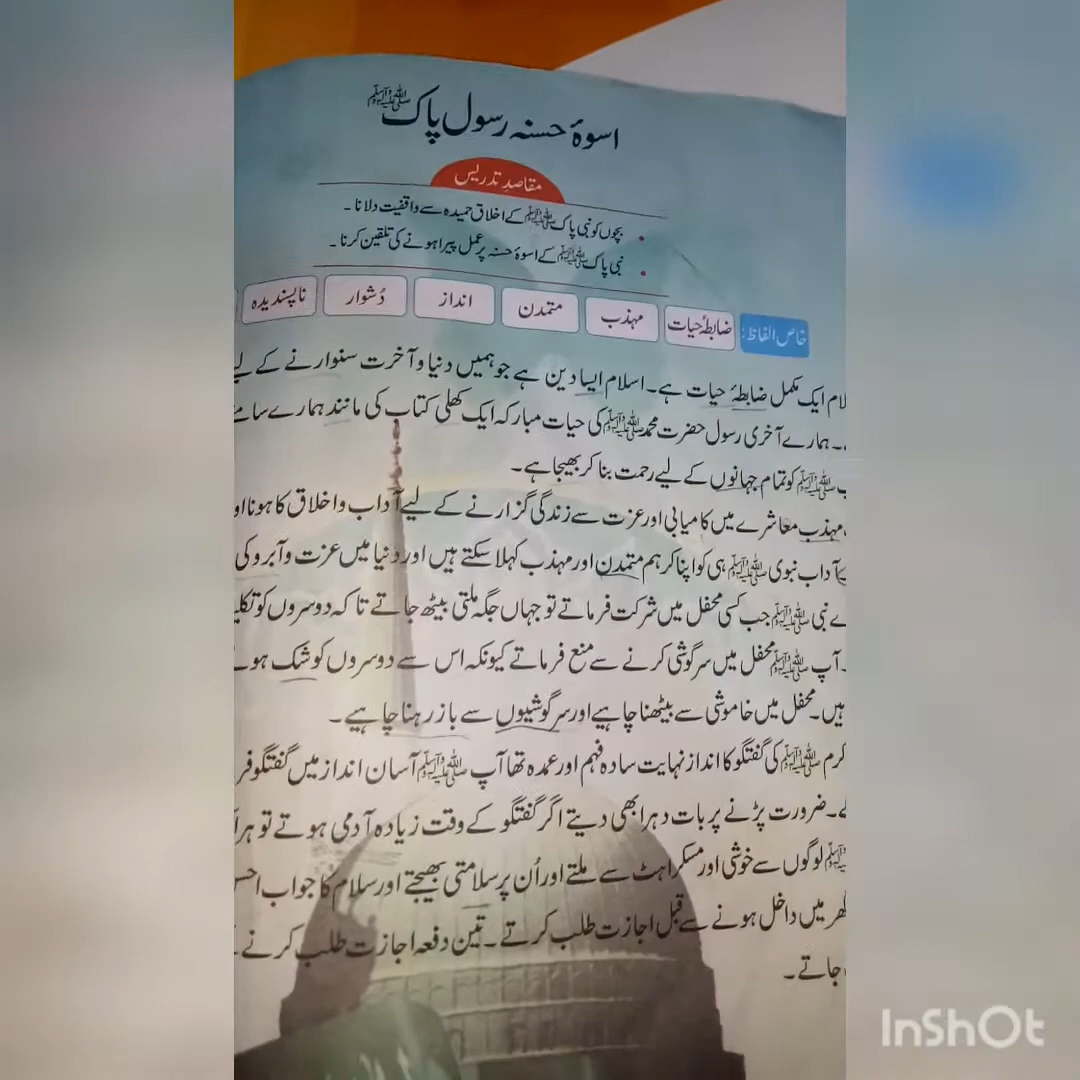 اسوۂ حسنہ رسول پاک ﷺ
مقاصدِ تدریس
• بچوں کو نبی پاک ﷺ کے اخلاق حمیدہ سے واقفیت دلانا۔
• نبی پاک ﷺ کے اسوۂ حسنہ پر عمل پیرا ہونے کی تلقین کرنا۔
خاص الفاظ: ضابطۂ حیات مہذب متمدن انداز دُشوار ناپسندیدہ
لام ایک مکمل ضابطۂ حیات ہے۔ اسلام ایسا دین ہے جو ہمیں دنیا و آخرت سنوارنے کے لیے
۔ ہمارے آخری رسول حضرت محمد ﷺ کی حیات مبارکہ ایک کھلی کتاب کی مانند ہمارے سام
ﷺ کو تمام جہانوں کے لیے رحمت بنا کر بھیجا ہے۔
مہذب معاشرے میں کامیابی اور عزت سے زندگی گزارنے کے لیے آداب و اخلاق کا ہونا او
آداب نبوی ﷺ ہی کو اپنا کر ہم متمدن اور مہذب کہلا سکتے ہیں اور دنیا میں عزت و آبرو کی
ے نبی ﷺ جب کسی محفل میں شرکت فرماتے تو جہاں جگہ ملتی بیٹھ جاتے تاکہ دوسروں کو تکلی
۔ آپ ﷺ محفل میں سرگوشی کرنے سے منع فرماتے کیونکہ اس سے دوسروں کو شک ہو
ہیں۔ محفل میں خاموشی سے بیٹھنا چاہیے اور سرگوشیوں سے باز رہنا چاہیے۔
کرم ﷺ کی گفتگو کا انداز نہایت سادہ فہم اور عمدہ تھا آپ ﷺ آسان انداز میں گفتگو فر
ے۔ ضرورت پڑنے پر بات دہرا بھی دیتے اگر گفتگو کے وقت زیادہ آدمی ہوتے تو ہر
ﷺ لوگوں سے خوشی اور مسکراہٹ سے ملتے اور اُن پر سلامتی بھیجتے اور سلام کا جواب احس
گھر میں داخل ہونے سے قبل اجازت طلب کرتے۔ تین دفعہ اجازت طلب کرنے
جاتے۔
InShOt